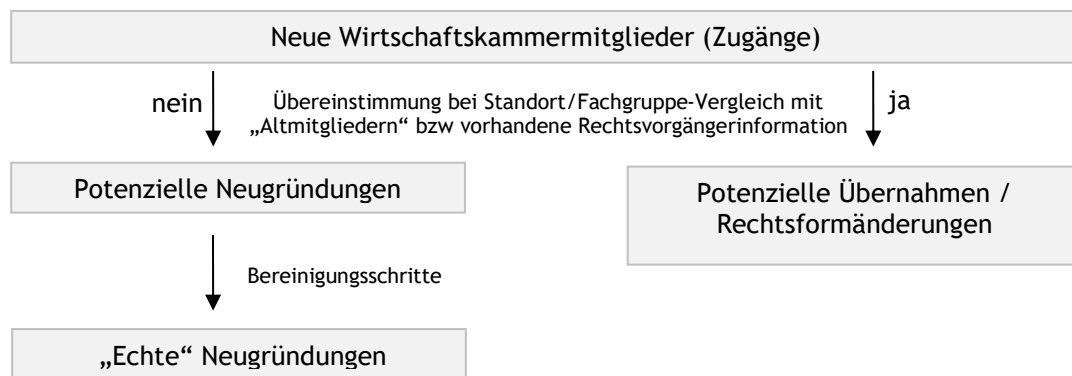 Neue Wirtschaftskammermitglieder (Zugänge)
nein
Übereinstimmung bei Standort/Fachgruppe-Vergleich mit
„Altmitgliedern“ bzw vorhandene Rechtsvorgängerinformation
ja
Potenzielle Neugründungen
Potenzielle Übernahmen /
Rechtsformänderungen
Bereinigungsschritte
„Echte“ Neugründungen